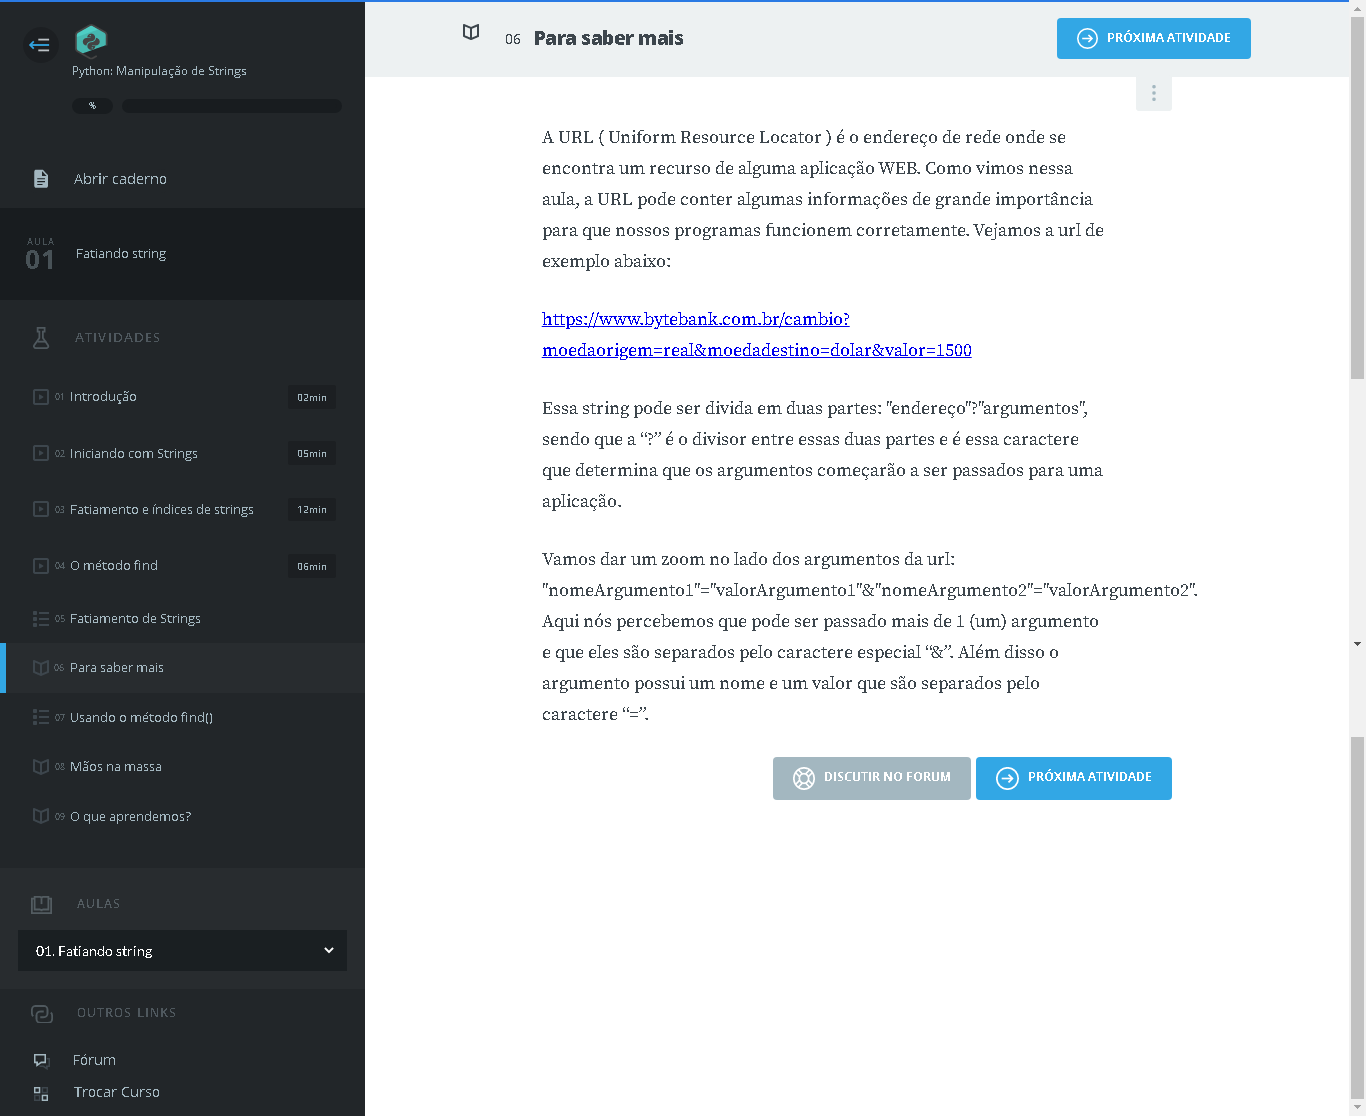 Python: Manipulação de Strings
%
Abrir caderno
AULA
01
Fatiando string
ATIVIDADES
01 Introdução 02min
02 Iniciando com Strings 05min
03 Fatiamento e índices de strings 12min
04 O método find 06min
05 Fatiamento de Strings
06 Para saber mais
07 Usando o método find()
08 Mãos na massa
09 O que aprendemos?
AULAS
01. Fatiando string
OUTROS LINKS
Fórum
Trocar Curso
06 Para saber mais
PRÓXIMA ATIVIDADE
A URL ( Uniform Resource Locator ) é o endereço de rede onde se
encontra um recurso de alguma aplicação WEB. Como vimos nessa
aula, a URL pode conter algumas informações de grande importância
para que nossos programas funcionem corretamente. Vejamos a url de
exemplo abaixo:
https://www.bytebank.com.br/cambio?
moedaorigem=real&moedadestino=dolar&valor=1500
Essa string pode ser divida em duas partes: "endereço"?"argumentos",
sendo que a “?” é o divisor entre essas duas partes e é essa caractere
que determina que os argumentos começarão a ser passados para uma
aplicação.
Vamos dar um zoom no lado dos argumentos da url:
"nomeArgumento1"="valorArgumento1"&"nomeArgumento2"="valorArgumento2".
Aqui nós percebemos que pode ser passado mais de 1 (um) argumento
e que eles são separados pelo caractere especial “&”. Além disso o
argumento possui um nome e um valor que são separados pelo
caractere “=”.
DISCUTIR NO FORUM
PRÓXIMA ATIVIDADE